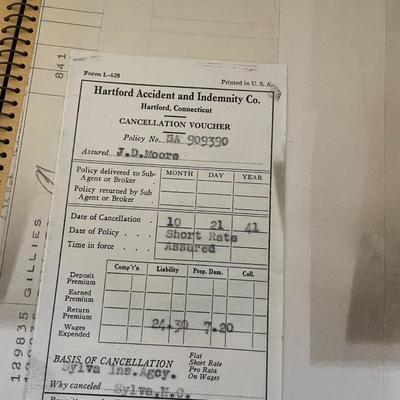 Form L-628
Printed in U. S. A.
841
Hartford Accident and Indemnity Co.
Hartford, Connecticut
CANCELLATION VOUCHER
Policy No. SA 909390
Assured J.D.Moore
MONTH DAY YEAR
Policy delivered to Sub-
Agent or Broker
Policy returned by Sub-
Agent or Broker
Date of Cancellation . 10 21 41
Date of Policy . . . Short Rate
Time in force . . . Assured
Comp't'n Liability Prop. Dam. Coll.
Deposit
Premium
Earned
Premium
Return
Premium
Wages
Expended
24.30 7.20
BASIS OF CANCELLATION
Flat
Short Rate
Pro Rata
On Wages
Sylva Ins.Agcy.
Why canceled Sylva,N.C.
129835 GILLIES